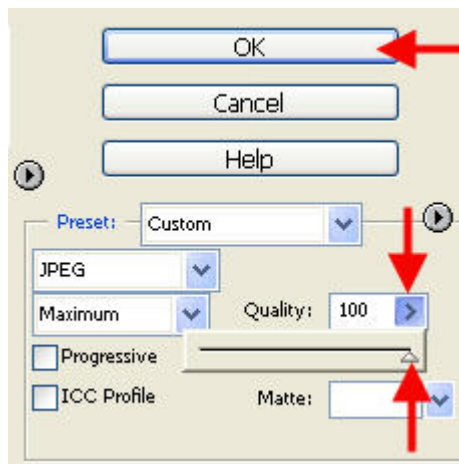 OK
Cancel
Help
Preset: Custom
JPEG
Maximum Quality: 100
Progressive
ICC Profile Matte: